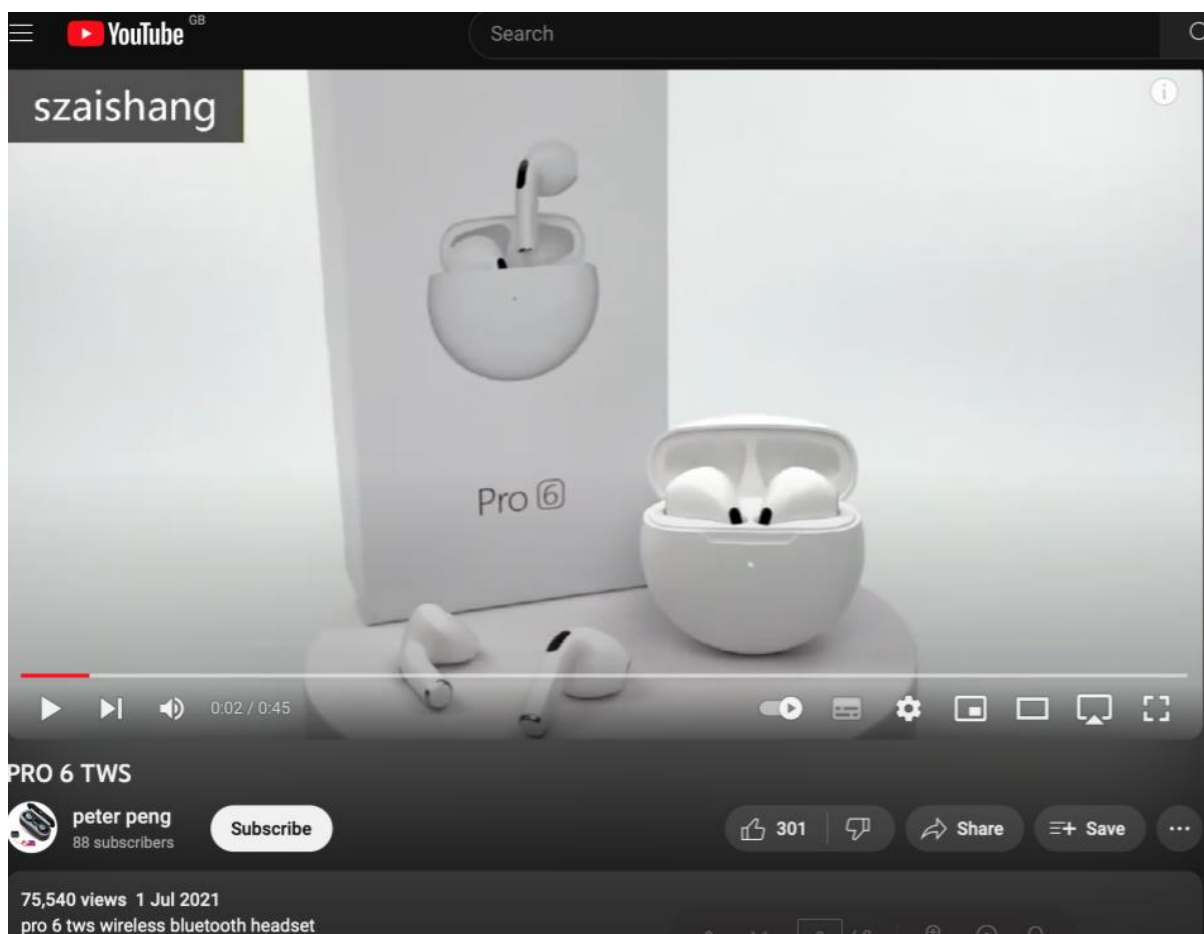 YouTube GB
Search
szaishang
Pro 6
0:02 / 0:45
PRO 6 TWS
peter peng
88 subscribers
Subscribe
301
Share
Save
75,540 views 1 Jul 2021
pro 6 tws wireless bluetooth headset